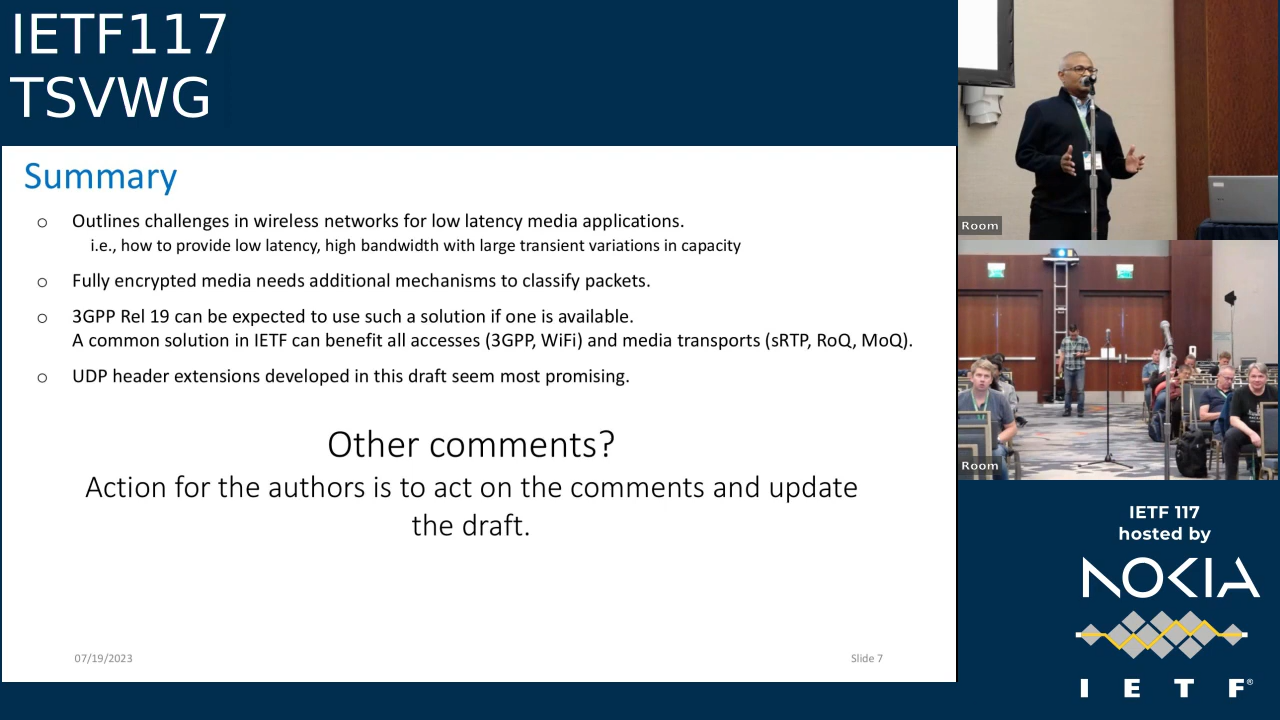 IETF117
TSVWG
Summary
o Outlines challenges in wireless networks for low latency media applications.
i.e., how to provide low latency, high bandwidth with large transient variations in capacity
o Fully encrypted media needs additional mechanisms to classify packets.
o 3GPP Rel 19 can be expected to use such a solution if one is available.
A common solution in IETF can benefit all accesses (3GPP, WiFi) and media transports (sRTP, RoQ, MoQ).
o UDP header extensions developed in this draft seem most promising.
Other comments?
Action for the authors is to act on the comments and update
the draft.
07/19/2023
Slide 7
Room
Room
IETF 117
hosted by
NOKIA
I E T F®